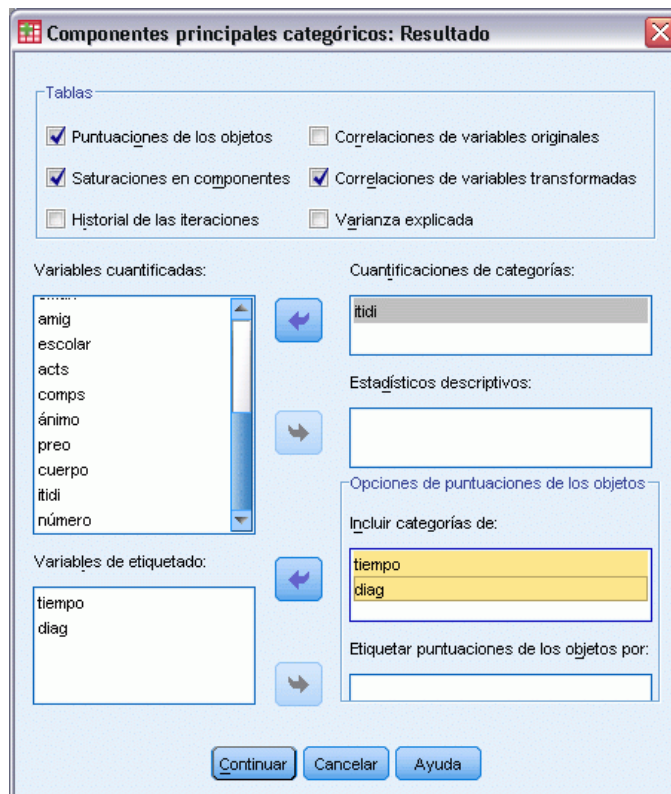 Componentes principales categóricos: Resultado
Tablas
Puntuaciones de los objetos
Correlaciones de variables originales
Saturaciones en componentes
Correlaciones de variables transformadas
Historial de las iteraciones
Varianza explicada
Variables cuantificadas:
amig
escolar
acts
comps
ánimo
preo
cuerpo
itidi
número
Cuantificaciones de categorías:
itidi
Estadísticos descriptivos:
Opciones de puntuaciones de los objetos
Incluir categorías de:
tiempo
diag
Variables de etiquetado:
tiempo
diag
Etiquetar puntuaciones de los objetos por:
Continuar
Cancelar
Ayuda